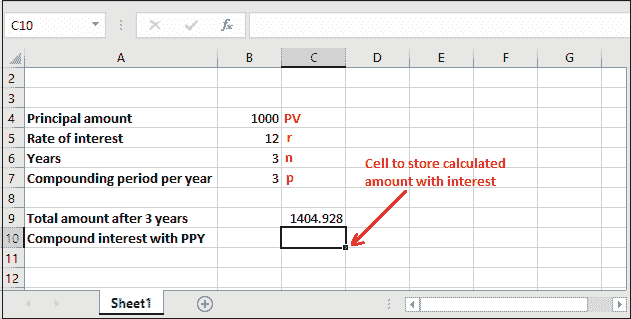 C10
fx
A B C D E F G
2
3
4 Principal amount 1000 PV
5 Rate of interest 12 r
6 Years 3 n
7 Compounding period per year 3 p
Cell to store calculated
amount with interest
8
9 Total amount after 3 years 1404.928
10 Compound interest with PPY
11
12
Sheet1